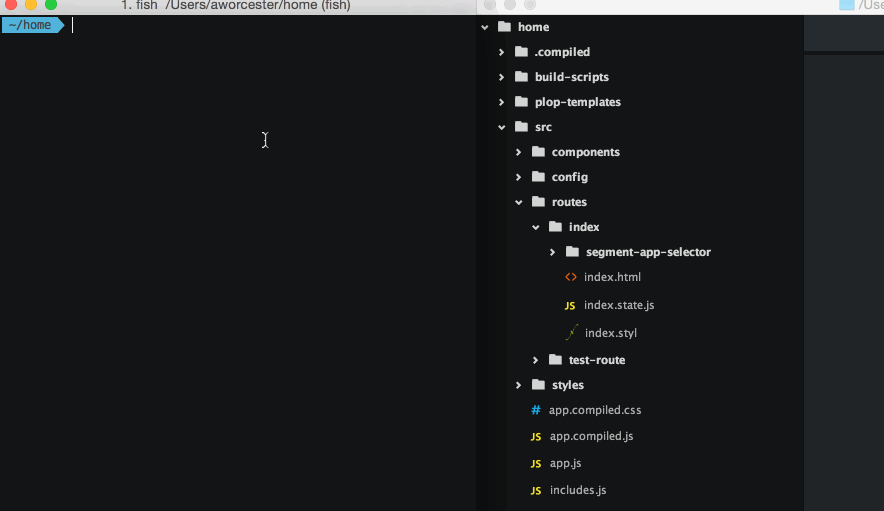 1. fish /Users/aworcester/home (fish)
/Use
~/home
home
.compiled
build-scripts
plop-templates
src
components
config
routes
index
segment-app-selector
<> index.html
JS index.state.js
index.styl
test-route
styles
# app.compiled.css
JS app.compiled.js
JS app.js
JS includes.js